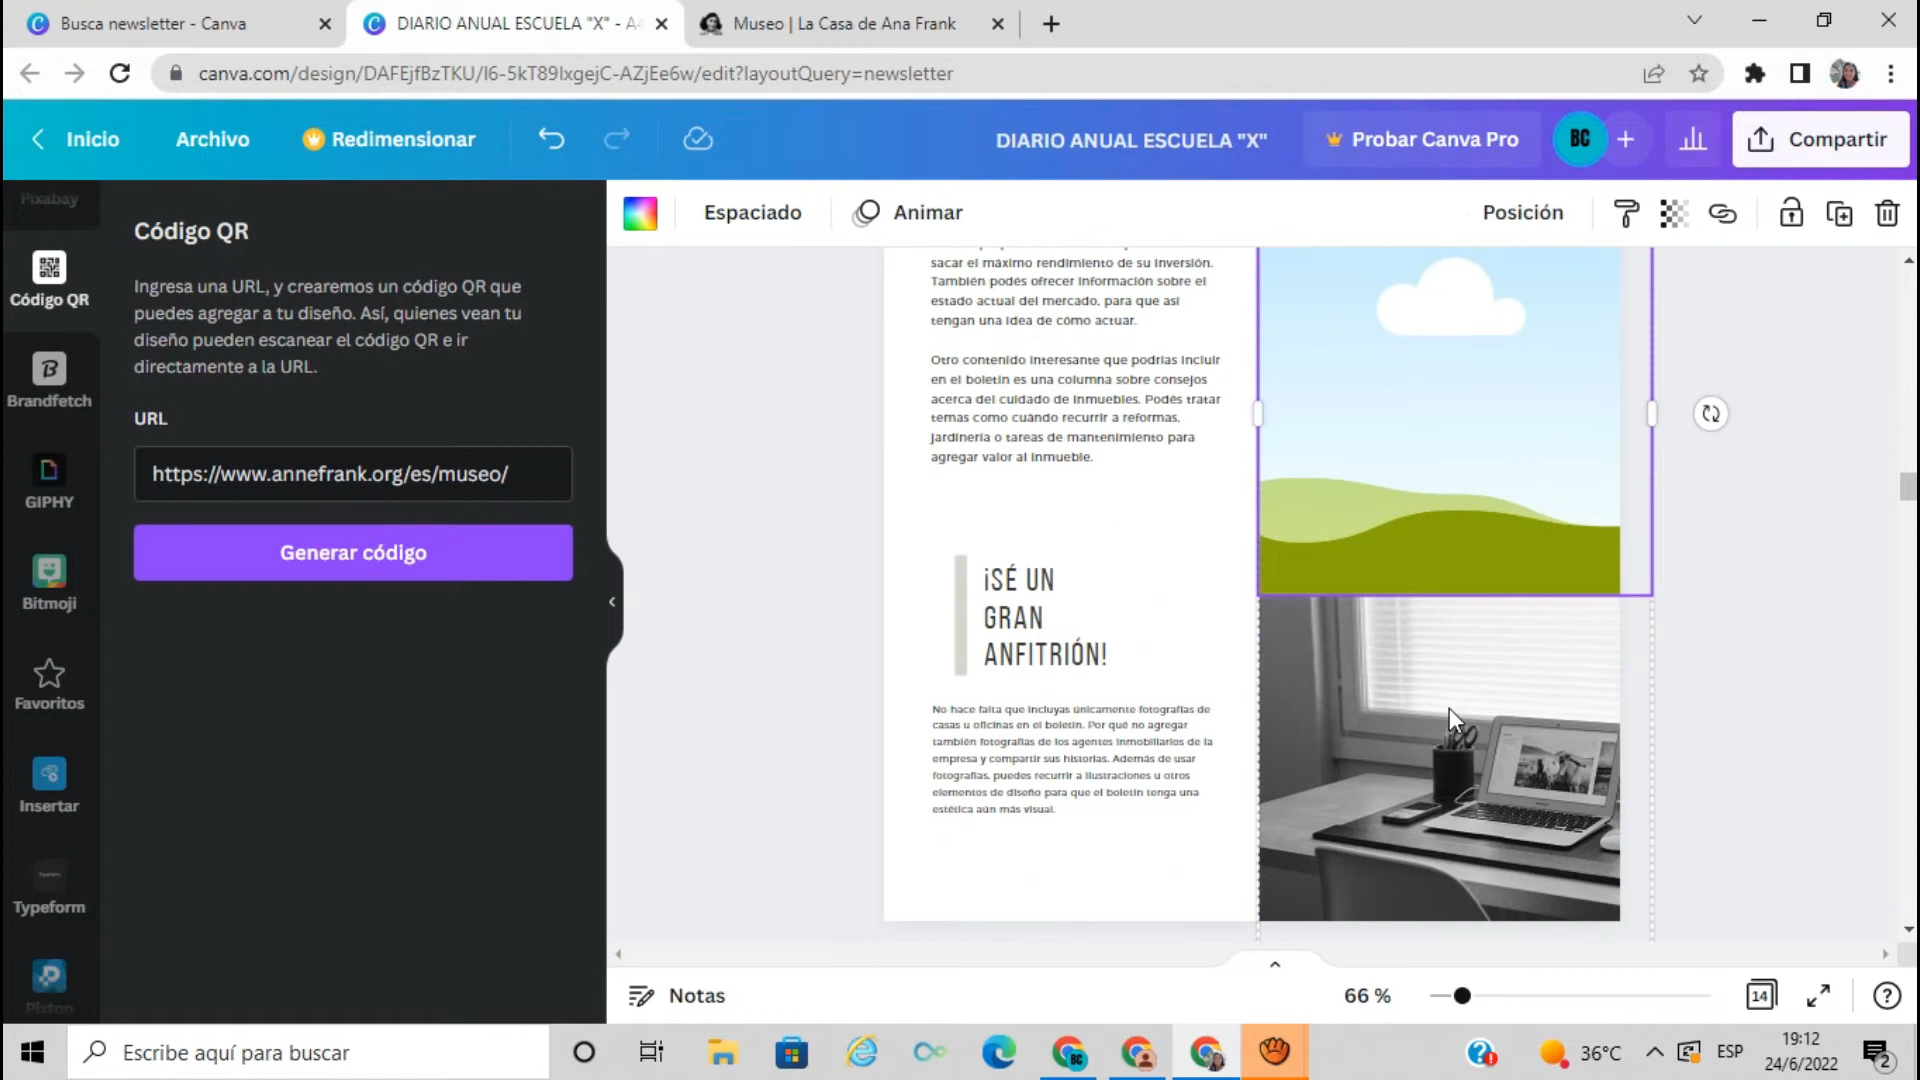 Busca newsletter - Canva
DIARIO ANUAL ESCUELA "X" - A4
Museo | La Casa de Ana Frank
canva.com/design/DAFEjfBzTKU/I6-5kT89IxgejC-AZjEe6w/edit?layoutQuery=newsletter
Inicio
Archivo
Redimensionar
DIARIO ANUAL ESCUELA "X"
Probar Canva Pro
BC
Compartir
Pixabay
Código QR
Brandfetch
GIPHY
Bitmoji
Favoritos
Insertar
Typeform
Pixton
Código QR
Ingresa una URL, y crearemos un código QR que
puedes agregar a tu diseño. Así, quienes vean tu
diseño pueden escanear el código QR e ir
directamente a la URL.
URL
https://www.annefrank.org/es/museo/
Generar código
Espaciado
Animar
Posición
sacar el máximo rendimiento de su inversión.
También podés ofrecer información sobre el
estado actual del mercado, para que así
tengan una idea de cómo actuar.
Otro contenido interesante que podrías incluir
en el boletín es una columna sobre consejos
acerca del cuidado de inmuebles. Podés tratar
temas como cuándo recurrir a reformas,
jardinería o tareas de mantenimiento para
agregar valor al inmueble.
¡SÉ UN
GRAN
ANFITRIÓN!
No hace falta que incluyas únicamente fotografías de
casas u oficinas en el boletín. Por qué no agregar
también fotografías de los agentes inmobiliarios de la
empresa y compartir sus historias. Además de usar
fotografías, puedes recurrir a ilustraciones u otros
elementos de diseño para que el boletín tenga una
estética aún más visual.
Notas
66 %
14
Escribe aquí para buscar
36°C
ESP
19:12
24/6/2022
2